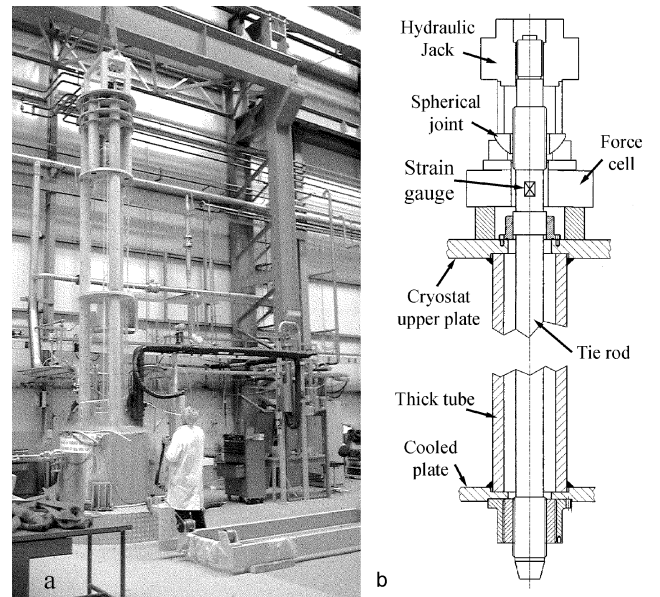 Hydraulic
Jack
Spherical
joint
Force
cell
Strain
gauge
Cryostat
upper plate
Tie rod
Thick tube
Cooled
plate
a
b